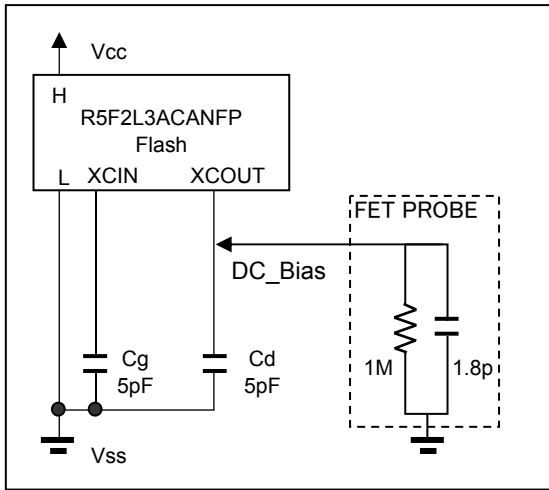 Vcc
H
R5F2L3ACANFP
Flash
L XCIN XCOUT
FET PROBE
DC_Bias
Cg
5pF
Cd
5pF
1M
1.8p
Vss